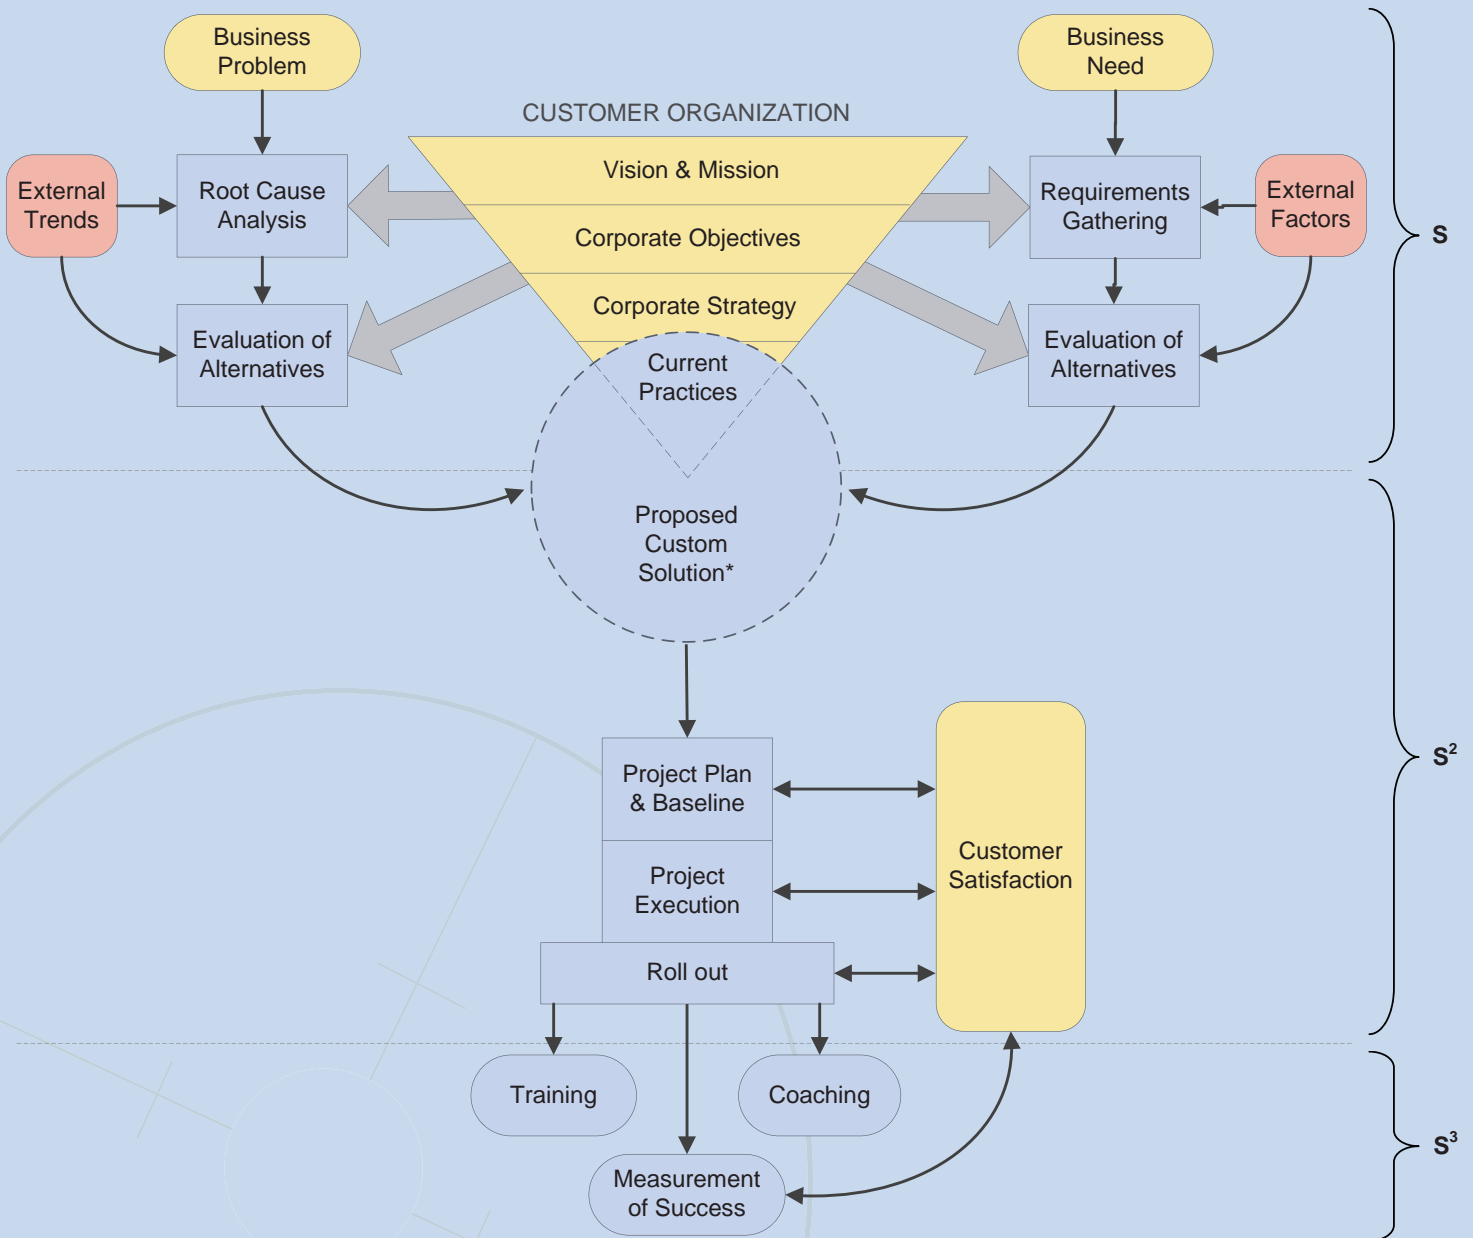 Business
Problem
Business
Need
CUSTOMER ORGANIZATION
Vision & Mission
External
Trends
Root Cause
Analysis
Requirements
Gathering
External
Factors
Corporate Objectives
S
Corporate Strategy
Evaluation of
Alternatives
Evaluation of
Alternatives
Current
Practices
Proposed
Custom
Solution*
Project Plan
& Baseline
S²
Customer
Satisfaction
Project
Execution
Roll out
Training
Coaching
S³
Measurement
of Success